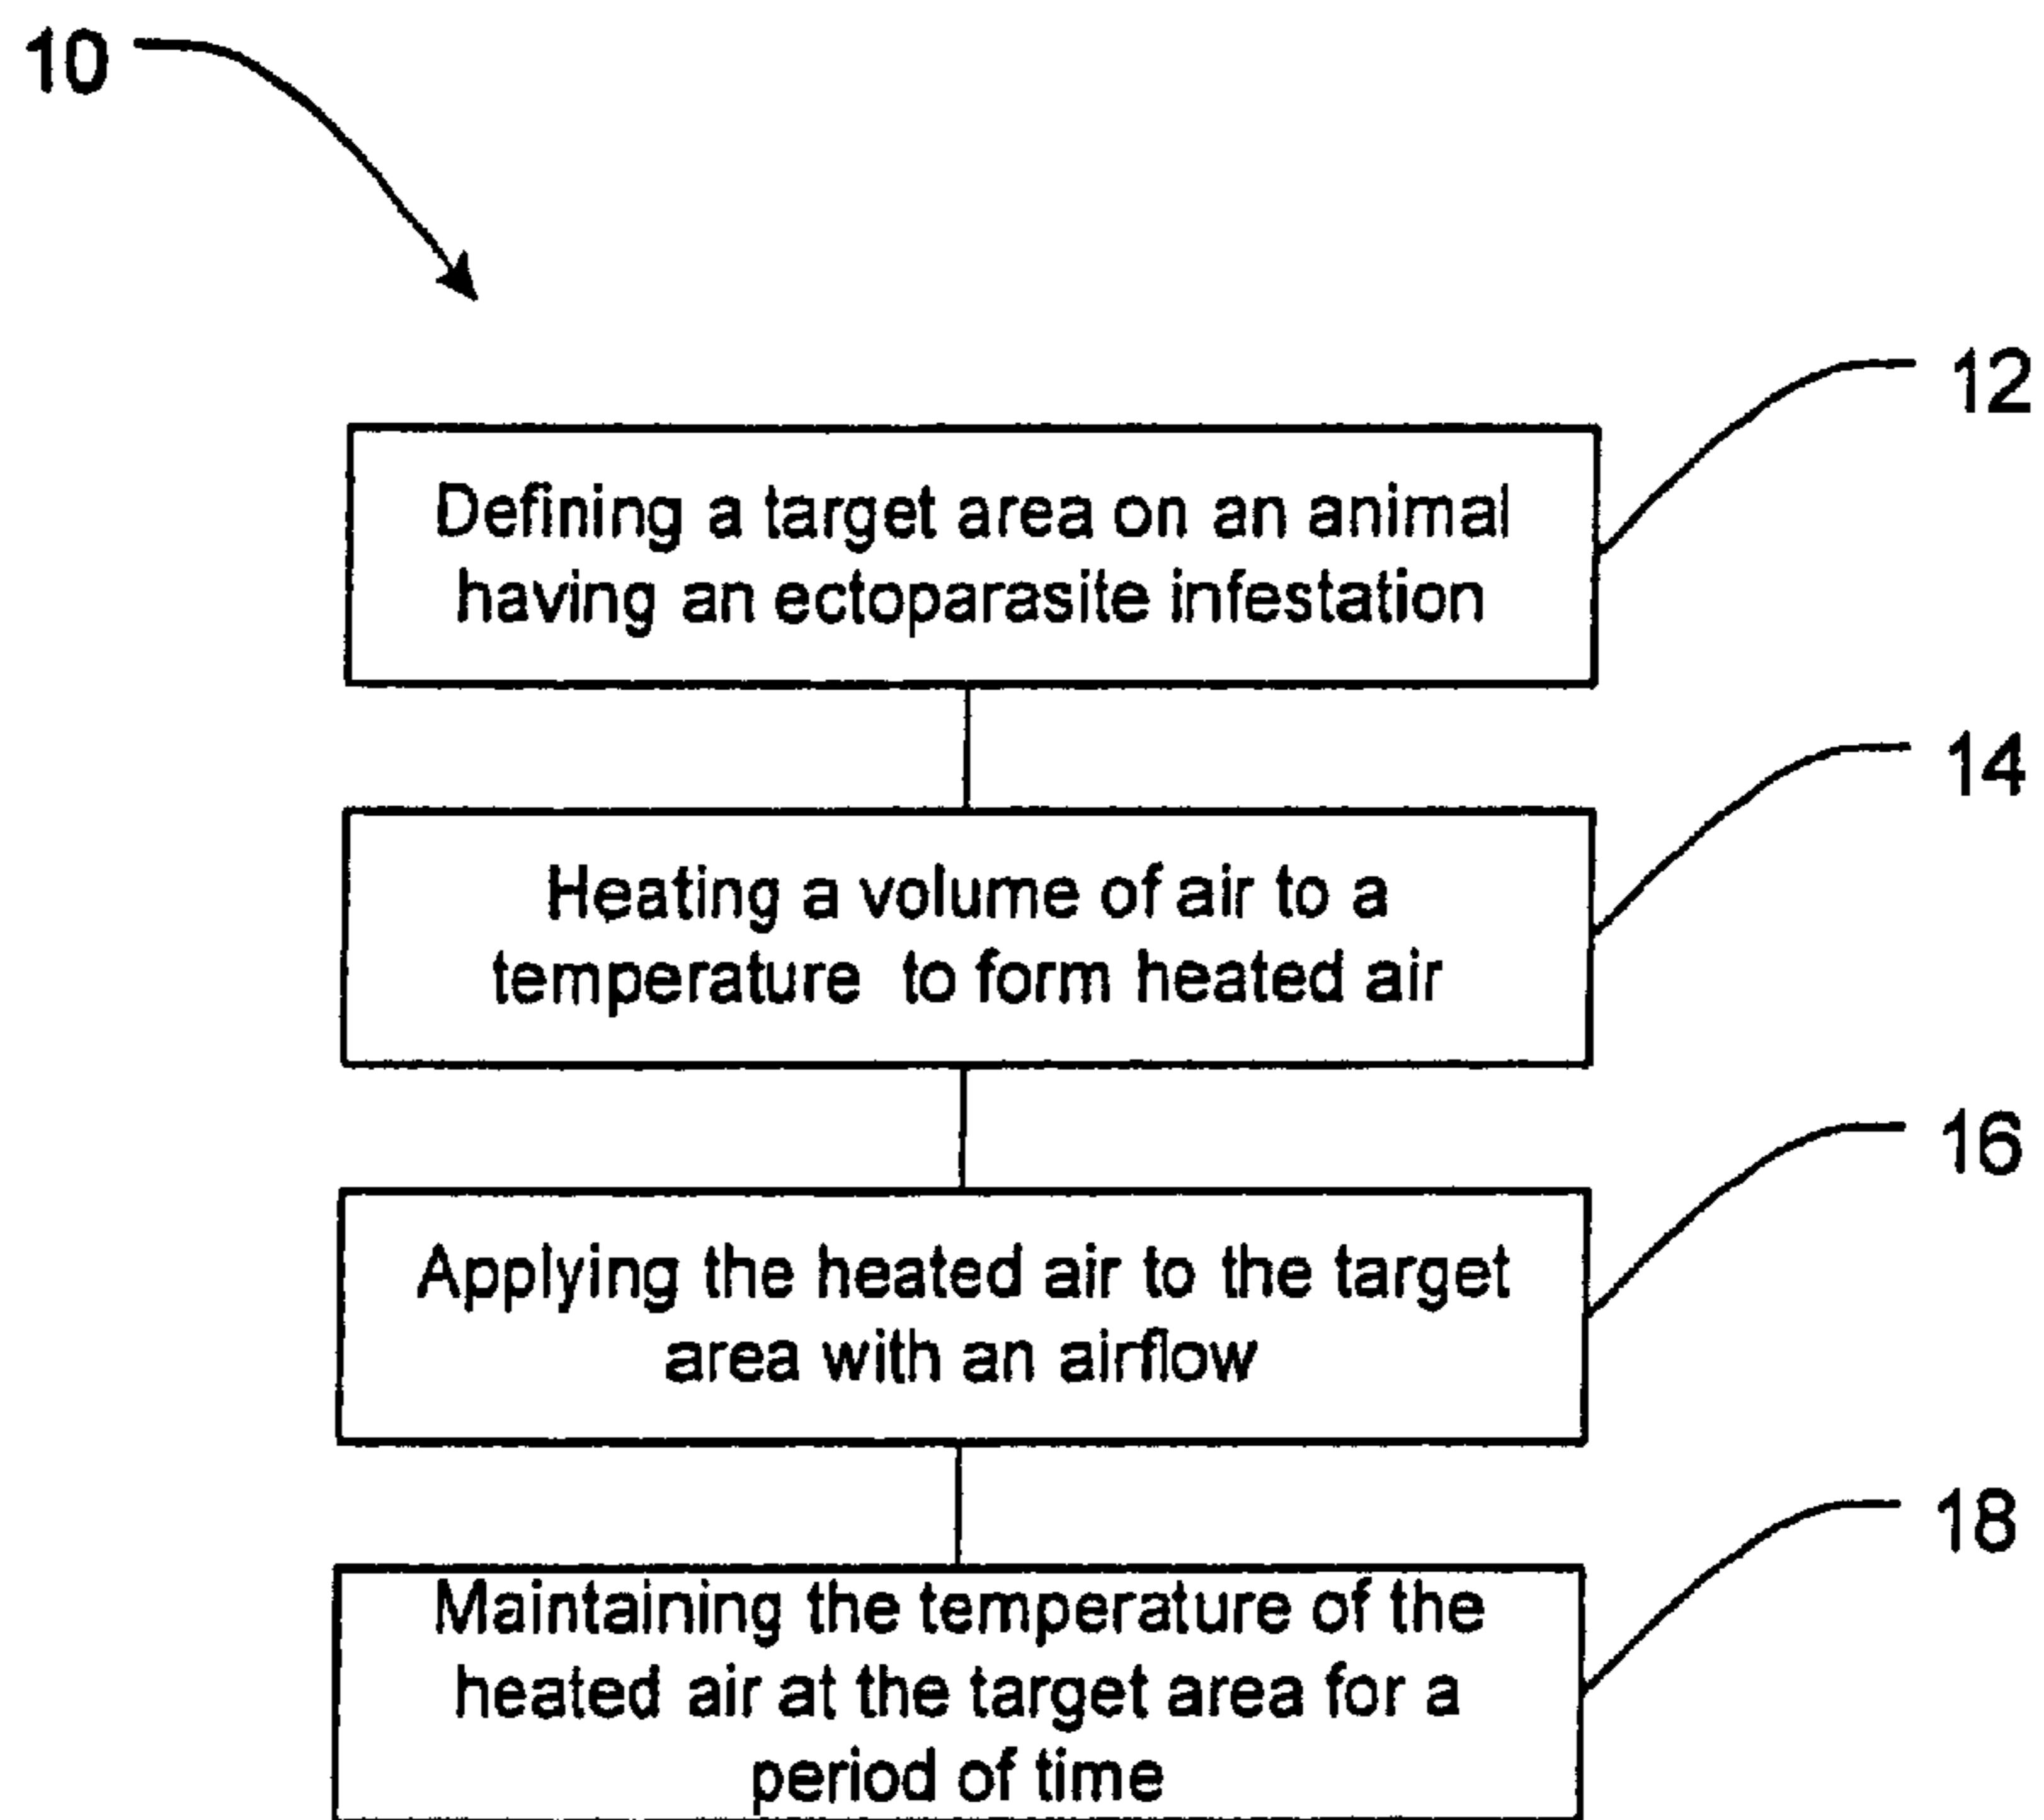 10
12
Defining a target area on an animal
having an ectoparasite infestation
14
Heating a volume of air to a
temperature to form heated air
16
Applying the heated air to the target
area with an airflow
18
Maintaining the temperature of the
heated air at the target area for a
period of time